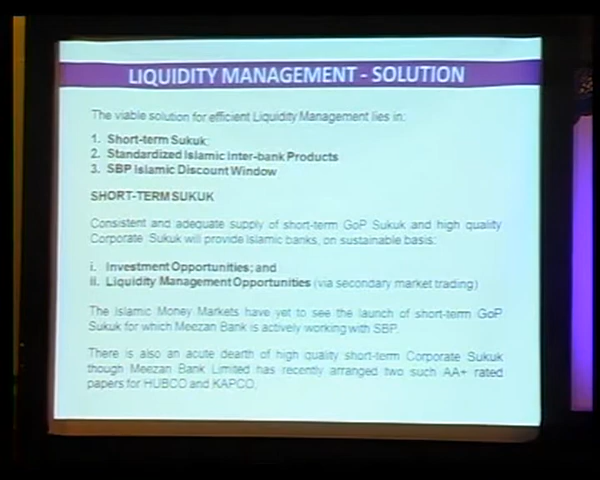 LIQUIDITY MANAGEMENT - SOLUTION
The viable solution for efficient Liquidity Management lies in:
1. Short-term Sukuk;
2. Standardized Islamic Inter-bank Products
3. SBP Islamic Discount Window
SHORT-TERM SUKUK
Consistent and adequate supply of short-term GoP Sukuk and high quality
Corporate Sukuk will provide Islamic banks, on sustainable basis:
i. Investment Opportunities; and
ii. Liquidity Management Opportunities (via secondary market trading)
The Islamic Money Markets have yet to see the launch of short-term GoP
Sukuk for which Meezan Bank is actively working with SBP.
There is also an acute dearth of high quality short-term Corporate Sukuk
though Meezan Bank Limited has recently arranged two such AA+ rated
papers for HUBCO and KAPCO.